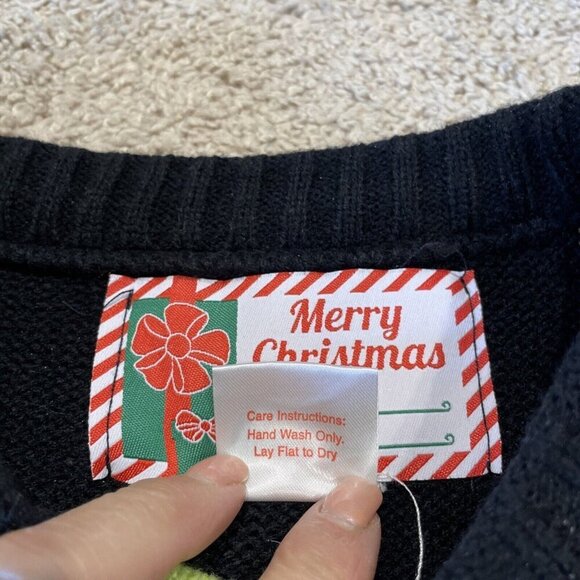 Merry
Christmas
Care Instructions:
Hand Wash Only.
Lay Flat to Dry